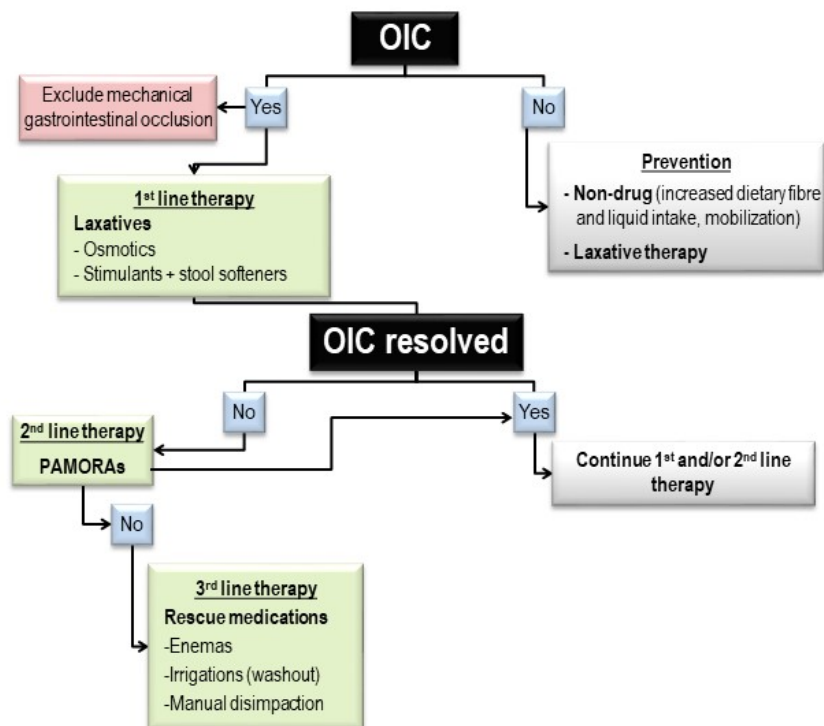 OIC
Exclude mechanical
gastrointestinal occlusion
Yes
No
1st line therapy
Laxatives
- Osmotics
- Stimulants + stool softeners
Prevention
- Non-drug (increased dietary fibre
and liquid intake, mobilization)
- Laxative therapy
OIC resolved
No
Yes
2nd line therapy
PAMORAs
Continue 1st and/or 2nd line
therapy
No
3rd line therapy
Rescue medications
-Enemas
-Irrigations (washout)
-Manual disimpaction